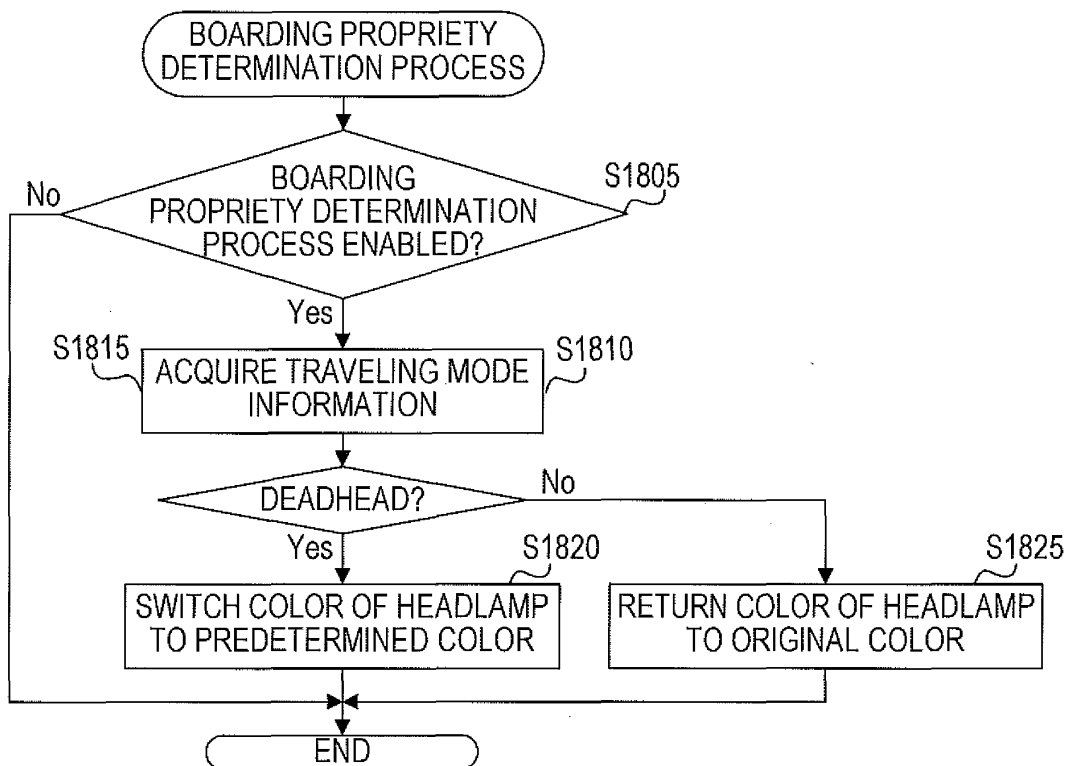 BOARDING PROPRIETY
DETERMINATION PROCESS
S1805
No
BOARDING
PROPRIETY DETERMINATION
PROCESS ENABLED?
Yes
S1815
S1810
ACQUIRE TRAVELING MODE
INFORMATION
DEADHEAD?
No
Yes
S1820
S1825
SWITCH COLOR OF HEADLAMP
TO PREDETERMINED COLOR
RETURN COLOR OF HEADLAMP
TO ORIGINAL COLOR
END